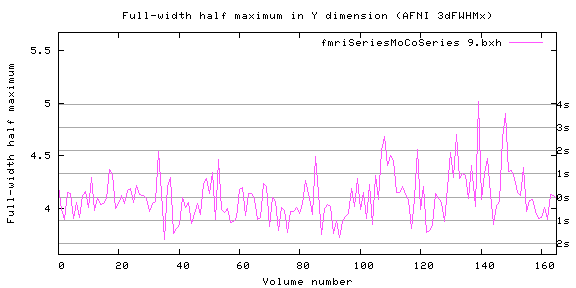 Full-width half maximum in Y dimension (AFNI 3dFWHMx)
fmriSeriesMoCoSeries 9.bxh
Full-width half maximum
5.5
5
4.5
4
4s
3s
2s
1s
0s
1s
2s
0 20 40 60 80 100 120 140 160
Volume number